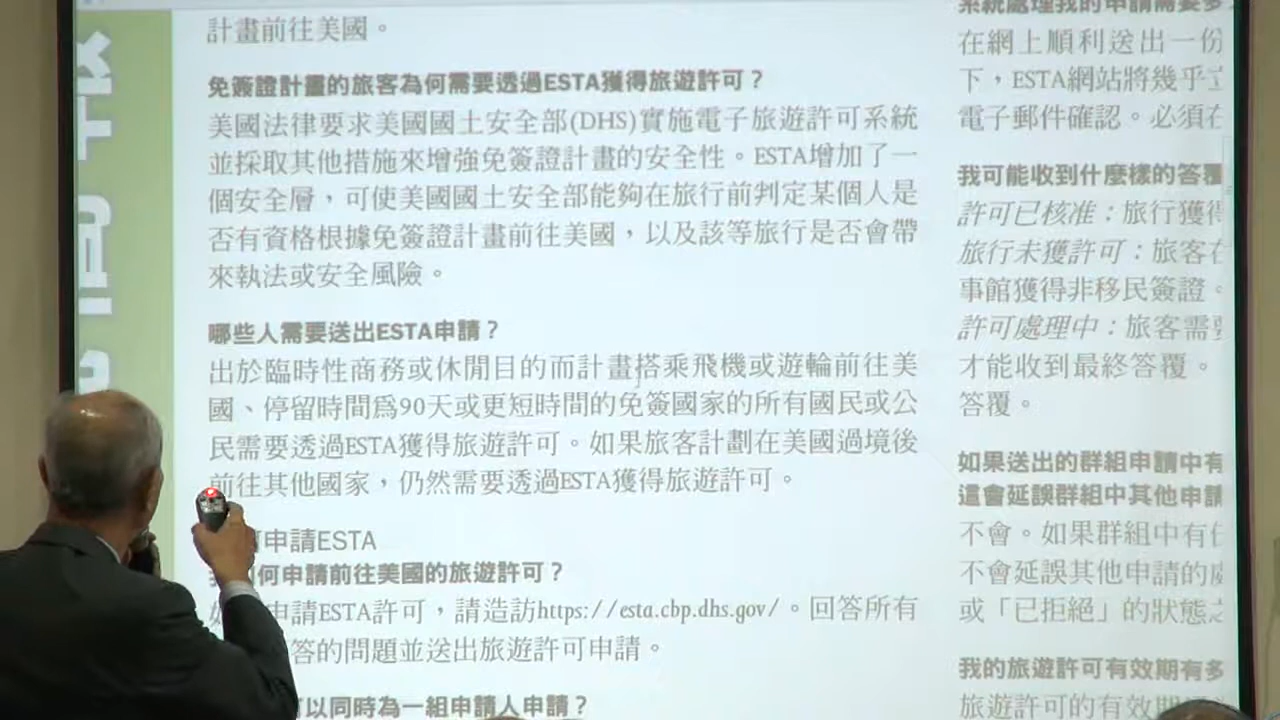 計畫前往美國。
免簽證計畫的旅客為何需要透過ESTA獲得旅遊許可？
美國法律要求美國國土安全部(DHS)實施電子旅遊許可系統
並採取其他措施來增強免簽證計畫的安全性。ESTA增加了一
個安全層，可使美國國土安全部能夠在旅行前判定某個人是
否有資格根據免簽證計畫前往美國，以及該等旅行是否會帶
來執法或安全風險。
哪些人需要送出ESTA申請？
出於臨時性商務或休閒目的而計畫搭乘飛機或遊輪前往美
國、停留時間為90天或更短時間的免簽國家的所有國民或公
民需要透過ESTA獲得旅遊許可。如果旅客計劃在美國過境後
前往其他國家，仍然需要透過ESTA獲得旅遊許可。
申請ESTA
何申請前往美國的旅遊許可？
申請ESTA許可，請造訪https://esta.cbp.dhs.gov/。回答所有
答的問題並送出旅遊許可申請。
以同時為一組申請人申請？
系統處理我的申請需要多
在網上順利送出一份
下，ESTA網站將幾乎立
電子郵件確認。必須在
我可能收到什麼樣的答覆
許可已核准：旅行獲得
旅行未獲許可：旅客在
事館獲得非移民簽證。
許可處理中：旅客需要
才能收到最終答覆。
答覆。
如果送出的群組申請中有
這會延誤群組中其他申請
不會。如果群組中有任
不會延誤其他申請的處
或「已拒絕」的狀態之
我的旅遊許可有效期有多
旅遊許可的有效期